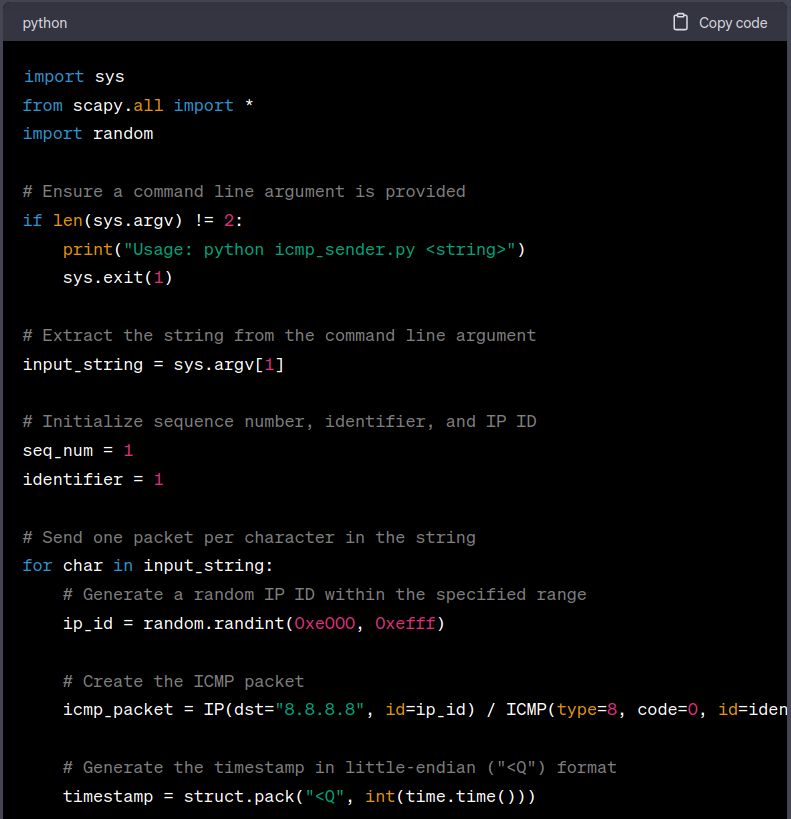 python
Copy code
import sys
from scapy.all import *
import random
# Ensure a command line argument is provided
if len(sys.argv) != 2:
    print("Usage: python icmp_sender.py <string>")
    sys.exit(1)
# Extract the string from the command line argument
input_string = sys.argv[1]
# Initialize sequence number, identifier, and IP ID
seq_num = 1
identifier = 1
# Send one packet per character in the string
for char in input_string:
    # Generate a random IP ID within the specified range
    ip_id = random.randint(0xe000, 0xefff)
    # Create the ICMP packet
    icmp_packet = IP(dst="8.8.8.8", id=ip_id) / ICMP(type=8, code=0, id=iden
    # Generate the timestamp in little-endian ("<Q") format
    timestamp = struct.pack("<Q", int(time.time()))